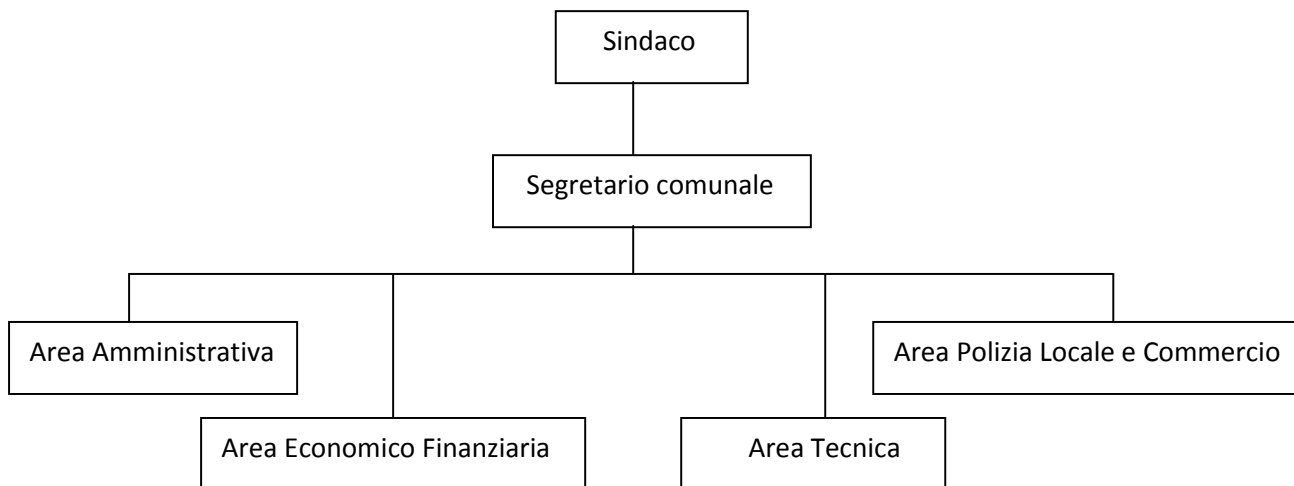 Sindaco
Segretario comunale
Area Amministrativa
Area Polizia Locale e Commercio
Area Economico Finanziaria
Area Tecnica